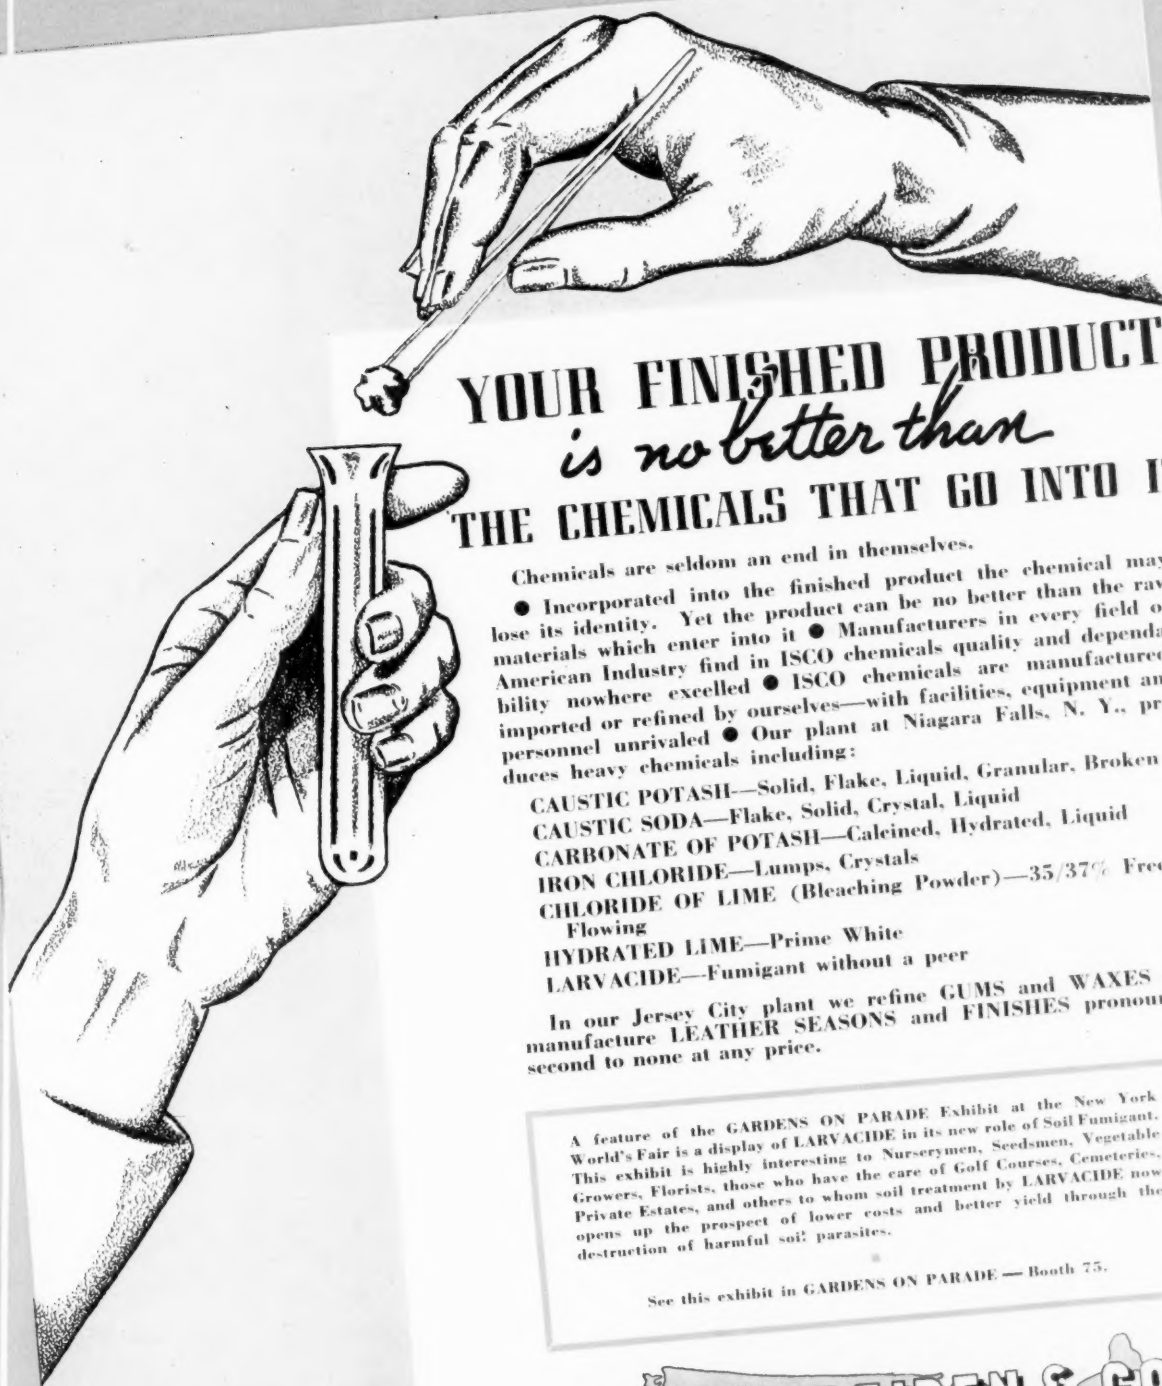 YOUR FINISHED PRODUCT
is no better than
THE CHEMICALS THAT GO INTO I
Chemicals are seldom an end in themselves.
● Incorporated into the finished product the chemical may
lose its identity. Yet the product can be no better than the raw
materials which enter into it ● Manufacturers in every field o
American Industry find in ISCO chemicals quality and dependa
bility nowhere excelled ● ISCO chemicals are manufactured
imported or refined by ourselves—with facilities, equipment an
personnel unrivaled ● Our plant at Niagara Falls, N. Y., pr
duces heavy chemicals including:
CAUSTIC POTASH—Solid, Flake, Liquid, Granular, Broken
CAUSTIC SODA—Flake, Solid, Crystal, Liquid
CARBONATE OF POTASH—Calcined, Hydrated, Liquid
IRON CHLORIDE—Lumps, Crystals
CHLORIDE OF LIME (Bleaching Powder)—35/37% Free
Flowing
HYDRATED LIME—Prime White
LARVACIDE—Fumigant without a peer
In our Jersey City plant we refine GUMS and WAXES
manufacture LEATHER SEASONS and FINISHES pronoun
second to none at any price.
A feature of the GARDENS ON PARADE Exhibit at the New York
World's Fair is a display of LARVACIDE in its new role of Soil Fumigant.
This exhibit is highly interesting to Nurserymen, Seedsmen, Vegetable
Growers, Florists, those who have the care of Golf Courses, Cemeteries,
Private Estates, and others to whom soil treatment by LARVACIDE now
opens up the prospect of lower costs and better yield through the
destruction of harmful soil parasites.
See this exhibit in GARDENS ON PARADE — Booth 75.